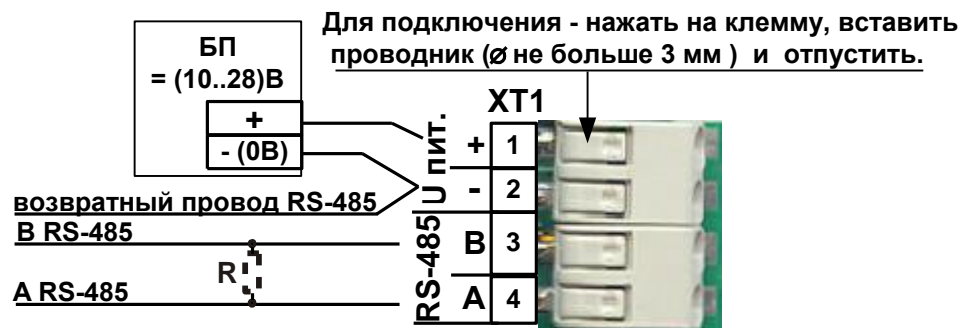 Для подключения - нажать на клемму, вставить
проводник (⌀ не больше 3 мм ) и отпустить.
БП
= (10..28)В
+
- (0В)
XT1
U пит.
+ 1
- 2
возвратный провод RS-485
B RS-485
RS-485
B 3
R
A RS-485
A 4